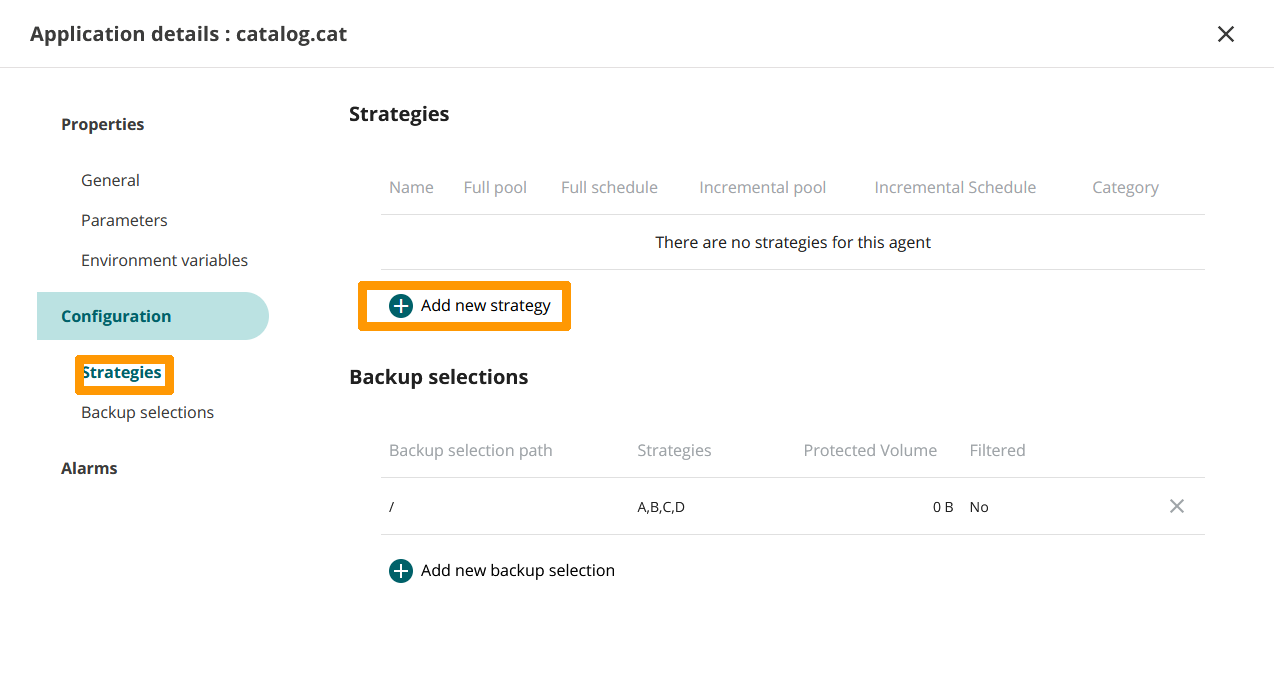 Application details : catalog.cat
Properties
General
Parameters
Environment variables
Configuration
Strategies
Backup selections
Alarms
Strategies
Name Full pool Full schedule Incremental pool Incremental Schedule Category
There are no strategies for this agent
Add new strategy
Backup selections
Backup selection path Strategies Protected Volume Filtered
/ A,B,C,D 0 B No
Add new backup selection